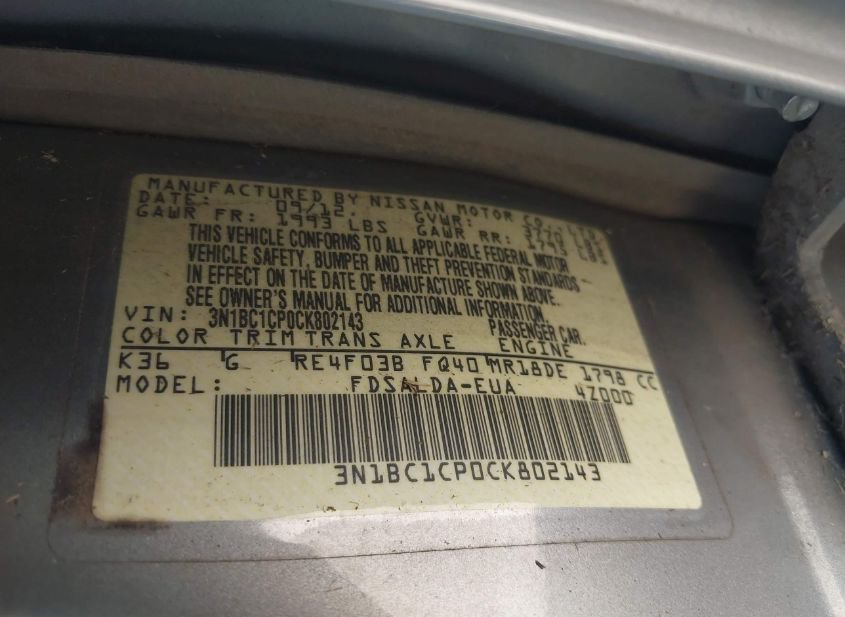 MANUFACTURED BY NISSAN MOTOR CO., LTD.
DATE: 09/12. GVWR: LBS
GAWR FR: 1993 LBS GAWR RR: 1793 LBS
THIS VEHICLE CONFORMS TO ALL APPLICABLE FEDERAL MOTOR
VEHICLE SAFETY, BUMPER AND THEFT PREVENTION STANDARDS
IN EFFECT ON THE DATE OF MANUFACTURE SHOWN ABOVE.
SEE OWNER'S MANUAL FOR ADDITIONAL INFORMATION.
VIN: 3N1BC1CP0CK802143 PASSENGER CAR.
COLOR TRIM TRANS AXLE ENGINE
K36 G RE4F03B FQ40 MR18DE 1798 CC
MODEL: FDSALDA-EUA 4Z000
3N1BC1CP0CK802143